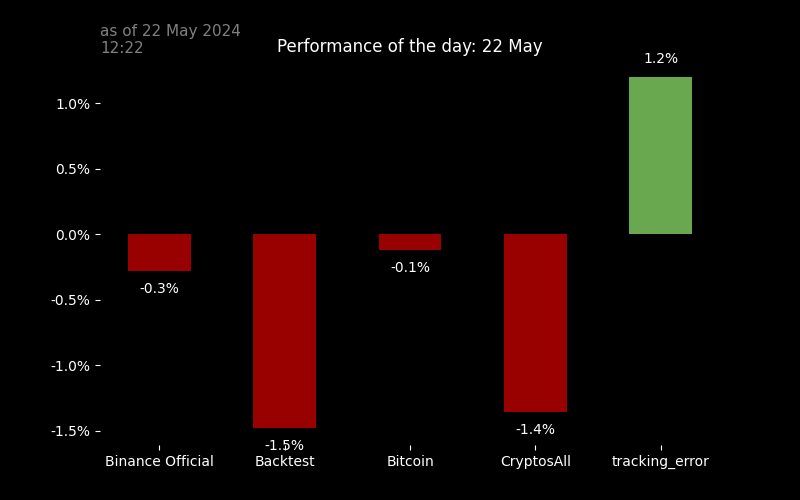 as of 22 May 2024
12:22
Performance of the day: 22 May
1.2%
1.0%
0.5%
0.0%
-0.5%
-1.0%
-1.5%
-0.3%
-1.5%
-0.1%
-1.4%
Binance Official
Backtest
Bitcoin
CryptosAll
tracking_error